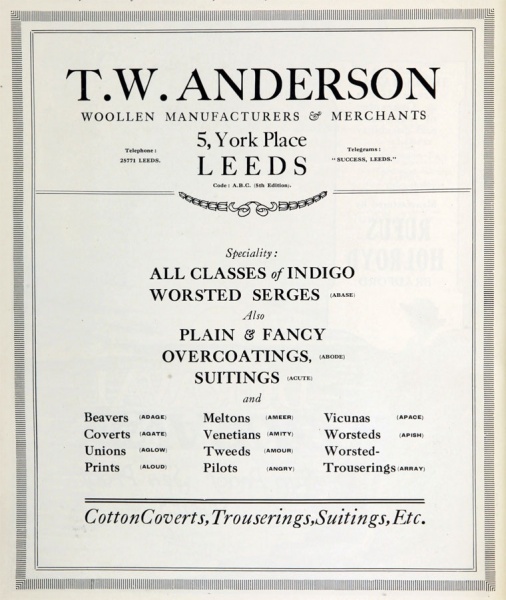 T.W. ANDERSON
WOOLLEN MANUFACTURERS & MERCHANTS
5, York Place
LEEDS
Telephone:
25771 LEEDS.
Telegrams:
"SUCCESS, LEEDS."
Code: A.B.C. (5th Edition).
Speciality:
ALL CLASSES of INDIGO
WORSTED SERGES (ABASE)
Also
PLAIN & FANCY
OVERCOATINGS, (ABODE)
SUITINGS (ACUTE)
and
Beavers (ADAGE) Meltons (AMEER) Vicunas (APACE)
Coverts (AGATE) Venetians (AMITY) Worsteds (APISH)
Unions (AGLOW) Tweeds (AMOUR) Worsted-
Prints (ALOUD) Pilots (ANGRY) Trouserings (ARRAY)
Cotton Coverts, Trouserings, Suitings, Etc.